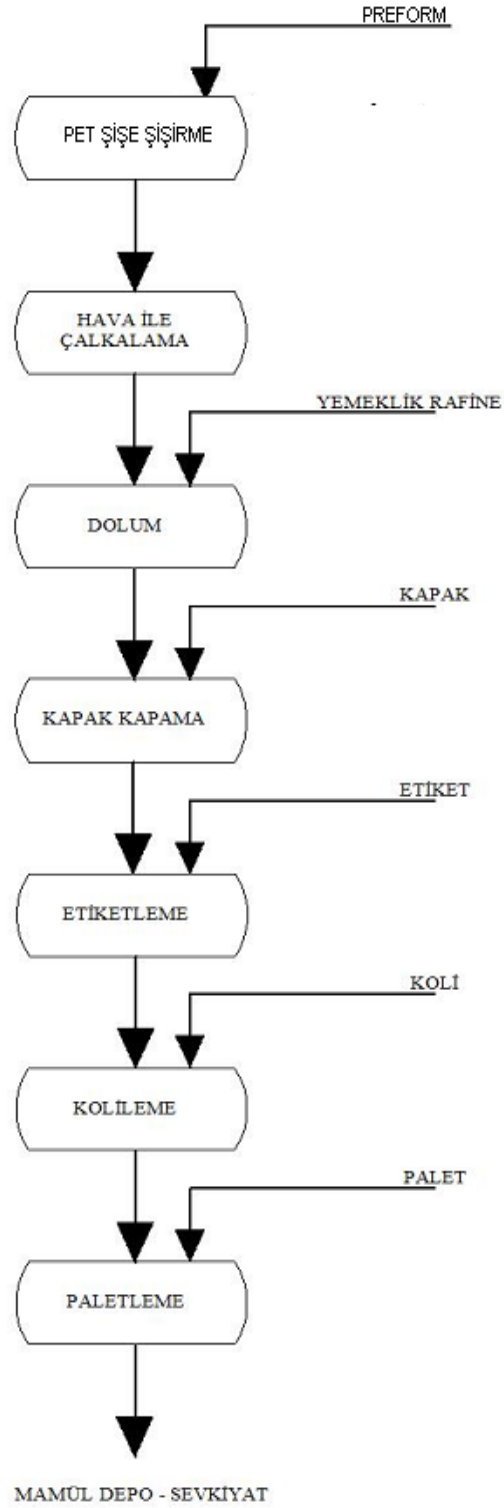 PREFORM
PET ŞİŞE ŞİŞİRME
HAVA İLE
ÇALKALAMA
YEMEKLİK RAFİNE
DOLUM
KAPAK
KAPAK KAPAMA
ETİKET
ETİKETLEME
KOLİ
KOLİLEME
PALET
PALETLEME
MAMÜL DEPO - SEVKİYAT